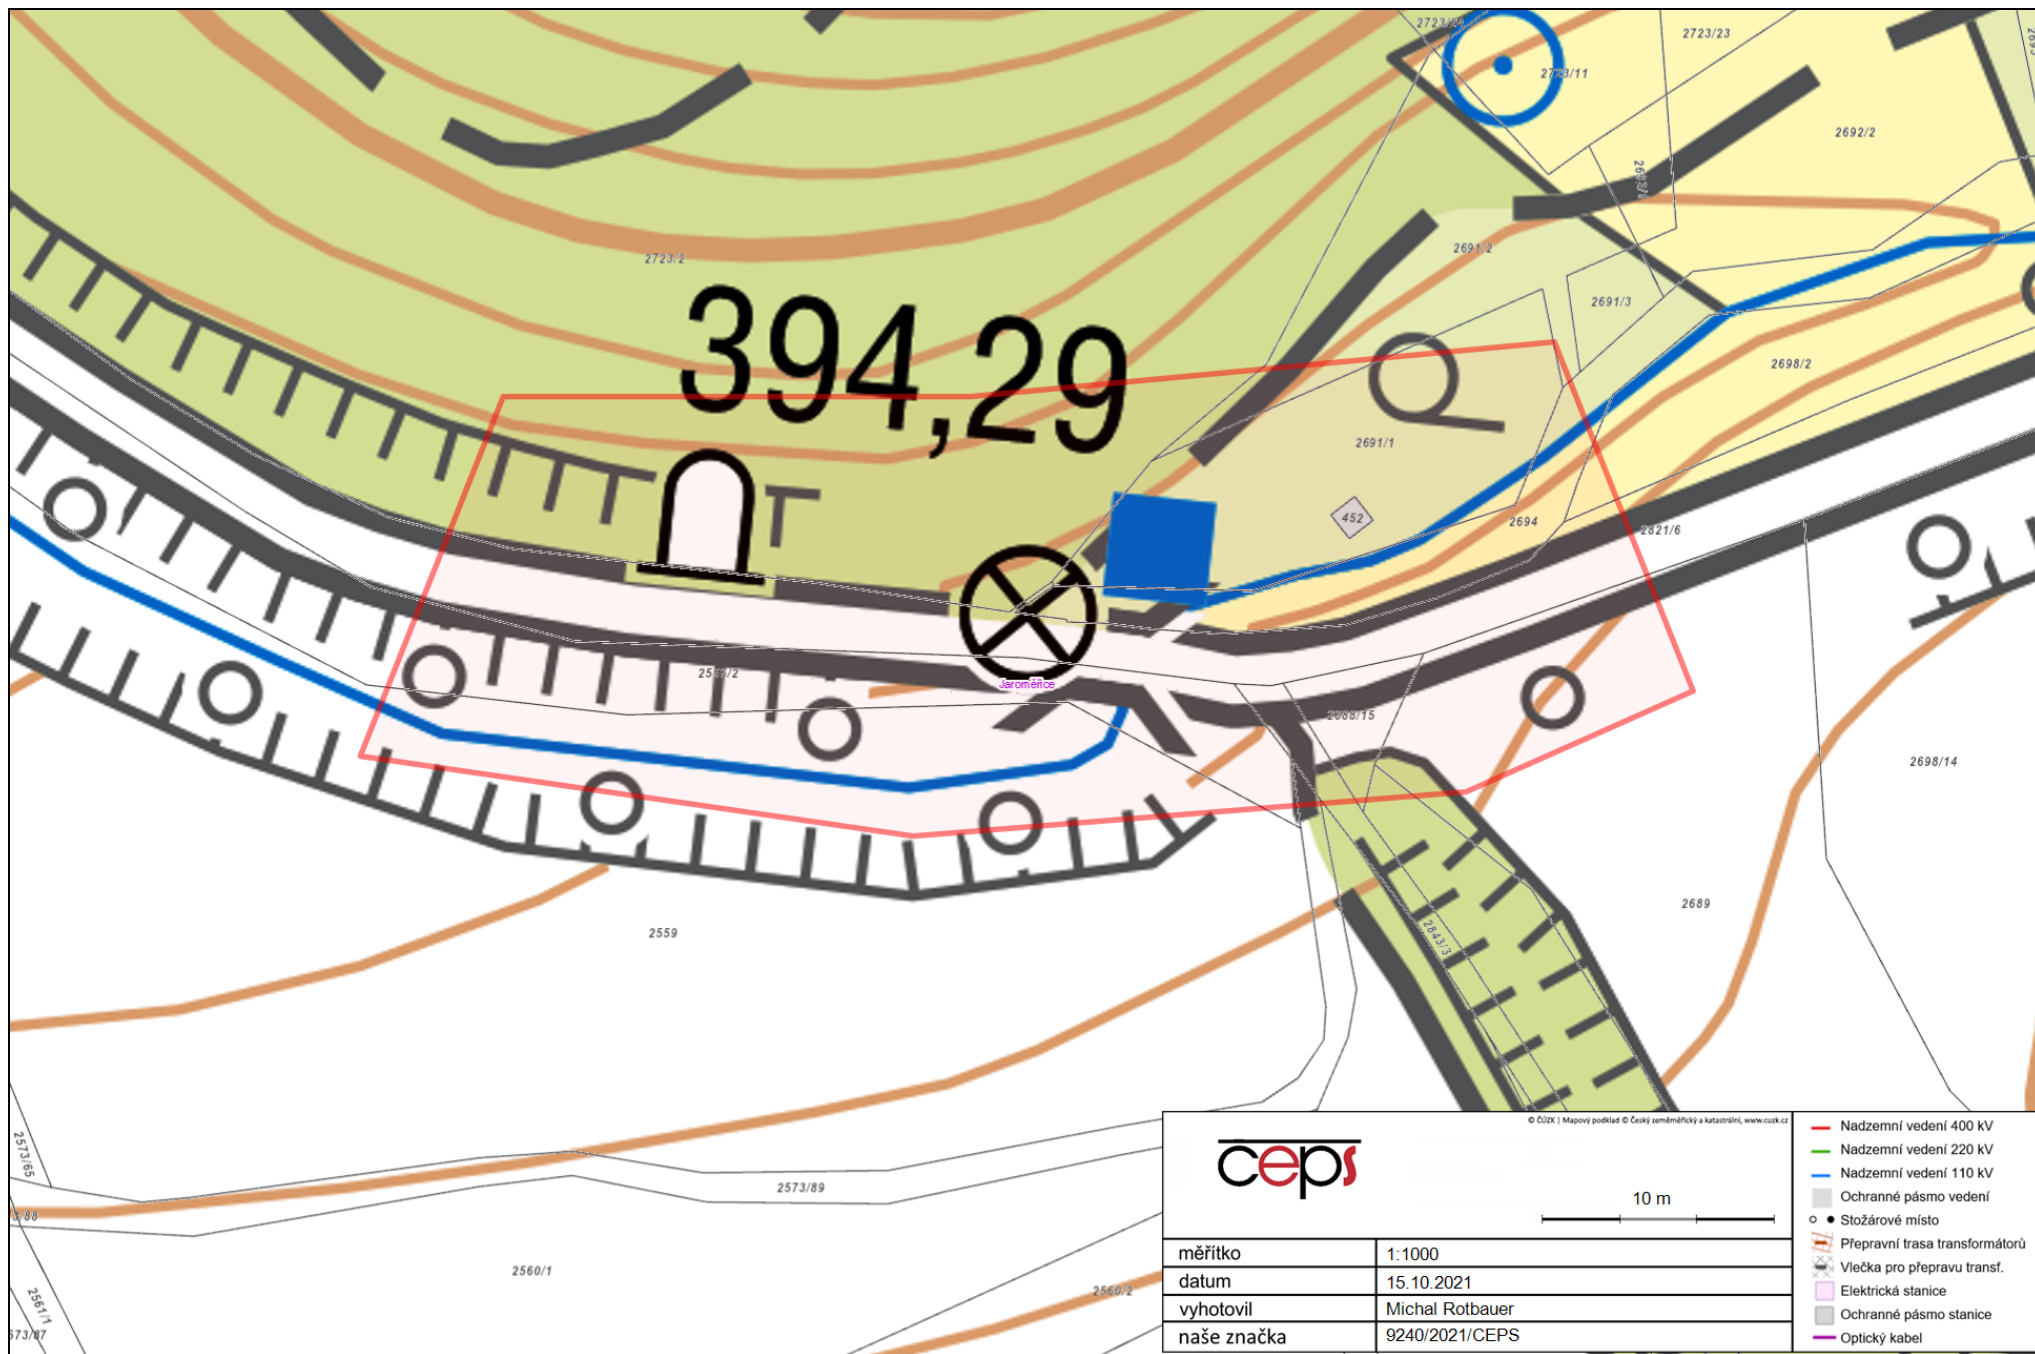 2723/23
2723/11
2692/2
2723/2
2691/2
2691/3
394,29
2698/2
2691/1
452
2694
2821/6
Jaroměřice
2088/15
2698/14
2689
2559
2843/3
2573/65
2573/89
2560/1
2560/2
2561/1
© ČÚZK | Mapový podklad © Český zeměměřický a katastrální, www.cuzk.cz
ceps
10 m
měřítko 1:1000
datum 15.10.2021
vyhotovil Michal Rotbauer
naše značka 9240/2021/CEPS
Nadzemní vedení 400 kV
Nadzemní vedení 220 kV
Nadzemní vedení 110 kV
Ochranné pásmo vedení
Stožárové místo
Přepravní trasa transformátorů
Vlečka pro přepravu transf.
Elektrická stanice
Ochranné pásmo stanice
Optický kabel